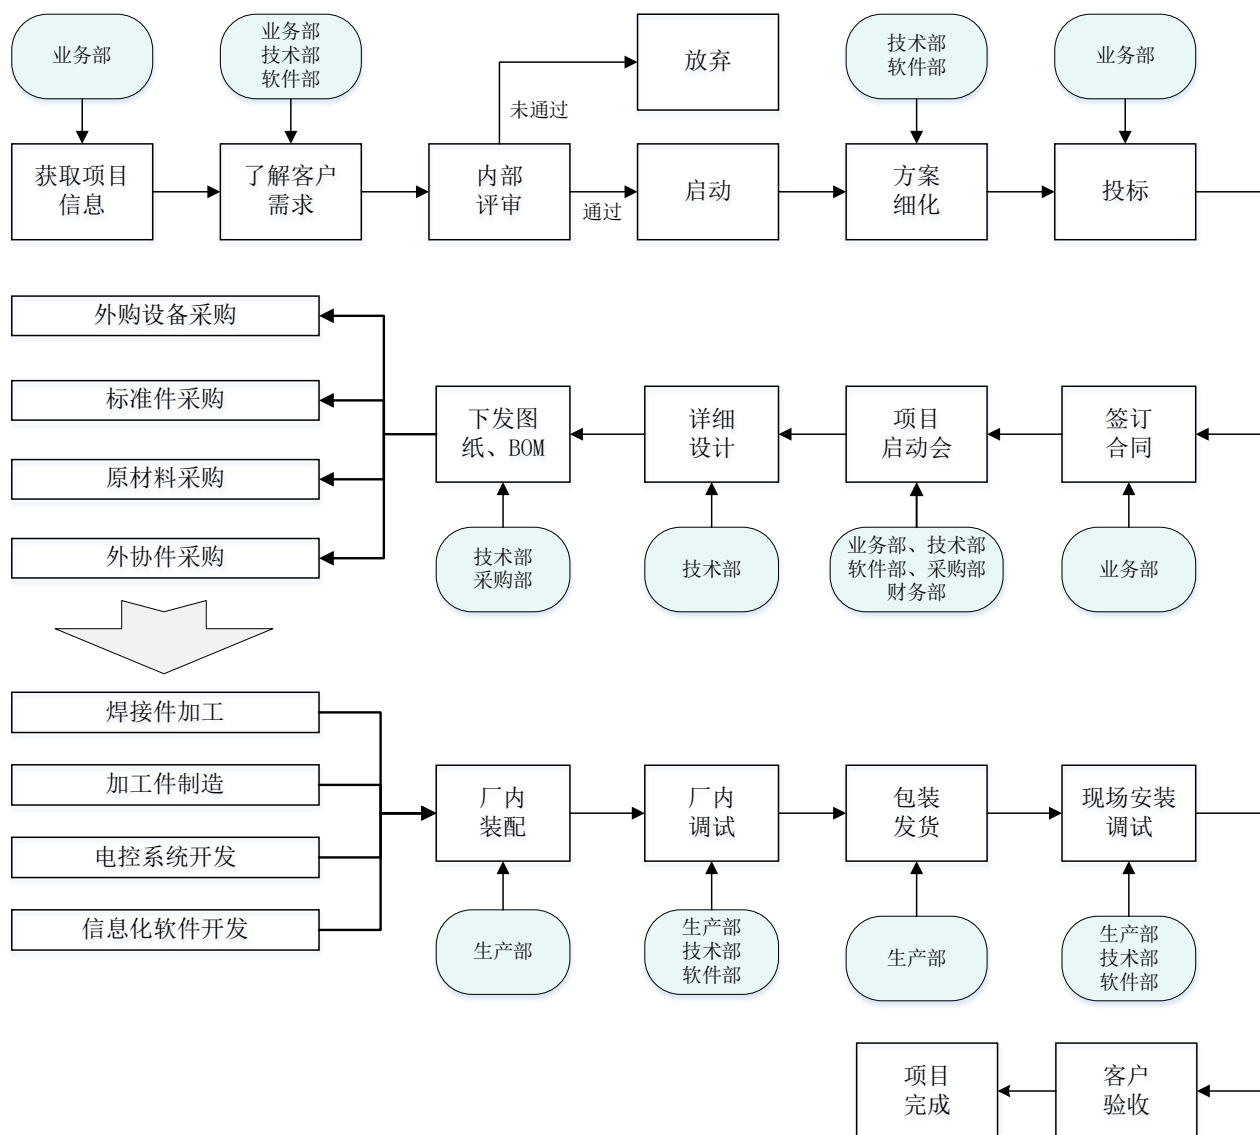 业务部
业务部
技术部
软件部
放弃
技术部
软件部
业务部
未通过
获取项目
信息
了解客户
需求
内部
评审
通过
启动
方案
细化
投标
外购设备采购
标准件采购
原材料采购
外协件采购
下发图
纸、BOM
详细
设计
项目
启动会
签订
合同
技术部
采购部
技术部
业务部、技术部
软件部、采购部
财务部
业务部
焊接件加工
加工件制造
电控系统开发
信息化软件开发
厂内
装配
厂内
调试
包装
发货
现场安装
调试
生产部
生产部
技术部
软件部
生产部
生产部
技术部
软件部
项目
完成
客户
验收